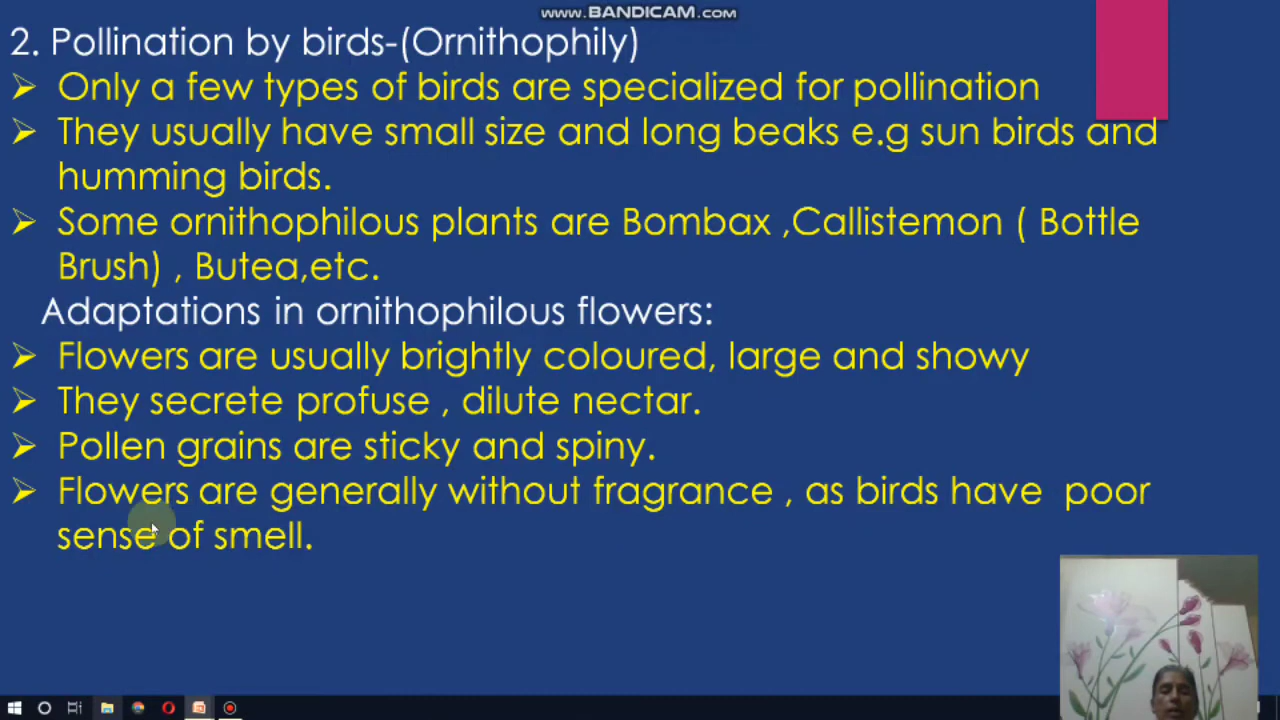 www.BANDICAM.com
2. Pollination by birds-(Ornithophily)
Only a few types of birds are specialized for pollination
They usually have small size and long beaks e.g sun birds and
humming birds.
Some ornithophilous plants are Bombax ,Callistemon ( Bottle
Brush) , Butea,etc.
Adaptations in ornithophilous flowers:
Flowers are usually brightly coloured, large and showy
They secrete profuse , dilute nectar.
Pollen grains are sticky and spiny.
Flowers are generally without fragrance , as birds have poor
sense of smell.